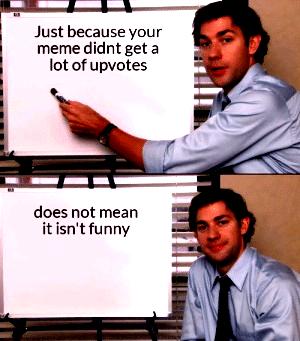 Just because your
meme didnt get a
lot of upvotes
does not mean
it isn't funny